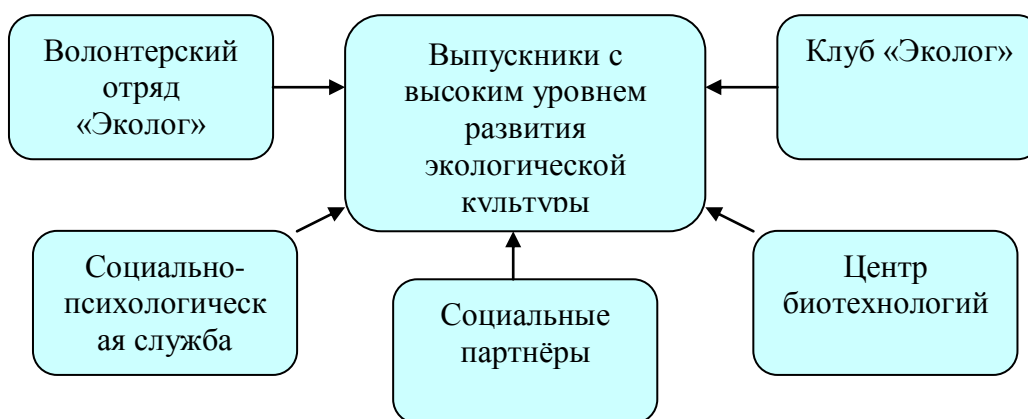 Волонтерский
отряд
«Эколог»
Выпускники с
высоким уровнем
развития
экологической
культуры
Клуб «Эколог»
Социально-
психологическ
ая служба
Социальные
партнёры
Центр
биотехнологий